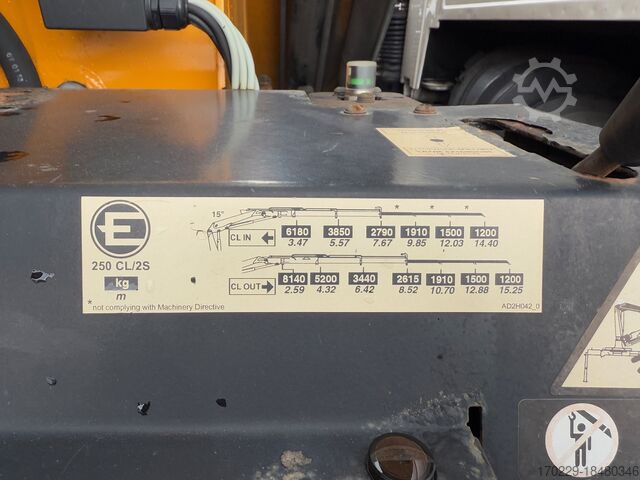 E
250 CL/2S
kg
m
15°
CL IN
6180 3850 2790 1910 1500 1200
3.47 5.57 7.67 9.85 12.03 14.40
* * *
CL OUT
8140 5200 3440 2615 1910 1500 1200
2.59 4.32 6.42 8.52 10.70 12.88 15.25
* not complying with Machinery Directive
AD2H042_0
170229-18480346